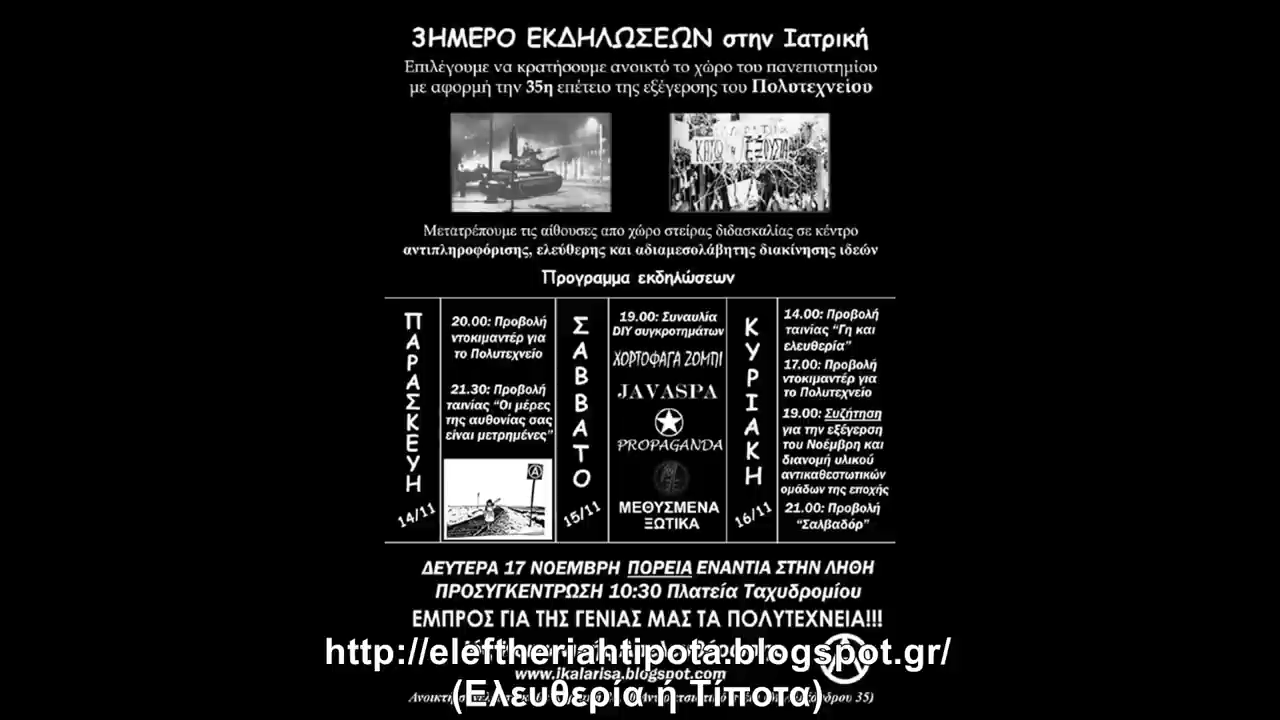 3ΗΜΕΡΟ ΕΚΔΗΛΩΣΕΩΝ στην Ιατρική
Επιλέγουμε να κρατήσουμε ανοικτό το χώρο του πανεπιστημίου
με αφορμή την 35η επέτειο της εξέγερσης του Πολυτεχνείου
ΚΑΤΩ Η ΕΞΟΥΣΙΑ
Μετατρέπουμε τις αίθουσες απο χώρο στείρας διδασκαλίας σε κέντρο
αντιπληροφόρισης, ελεύθερης και αδιαμεσολάβητης διακίνησης ιδεών
Προγραμμα εκδηλώσεων
ΠΑΡΑΣΚΕΥΗ
14/11
20.00: Προβολή
ντοκιμαντέρ για
το Πολυτεχνείο
21.30: Προβολή
ταινίας “Οι μέρες
της αυθονίας σας
είναι μετρημένες”
ΣΑΒΒΑΤΟ
15/11
19.00: Συναυλία
DIY συγκροτημάτων
ΧΟΡΤΟΦΑΓΑ ΖΟΜΠΙ
JAVASPA
PROPAGANDA
ΜΕΘΥΣΜΕΝΑ
ΞΩΤΙΚΑ
ΚΥΡΙΑΚΗ
16/11
14.00: Προβολή
ταινίας “Γη και
ελευθερία”
17.00: Προβολή
ντοκιμαντέρ για
το Πολυτεχνείο
19.00: Συζήτηση
για την εξέγερση
του Νοέμβρη και
διανομή υλικού
αντικαθεστωτικών
ομάδων της εποχής
21.00: Προβολή
“Σαλβαδόρ”
ΔΕΥΤΕΡΑ 17 ΝΟΕΜΒΡΗ ΠΟΡΕΙΑ ΕΝΑΝΤΙΑ ΣΤΗΝ ΛΗΘΗ
ΠΡΟΣΥΓΚΕΝΤΡΩΣΗ 10:30 Πλατεία Ταχυδρομίου
ΕΜΠΡΟΣ ΓΙΑ ΤΗΣ ΓΕΝΙΑΣ ΜΑΣ ΤΑ ΠΟΛΥΤΕΧΝΕΙΑ!!!
http://eleftheriahtipota.blogspot.gr/
www.ikalarisa.blogspot.com
(Ελευθερία ή Τίποτα)